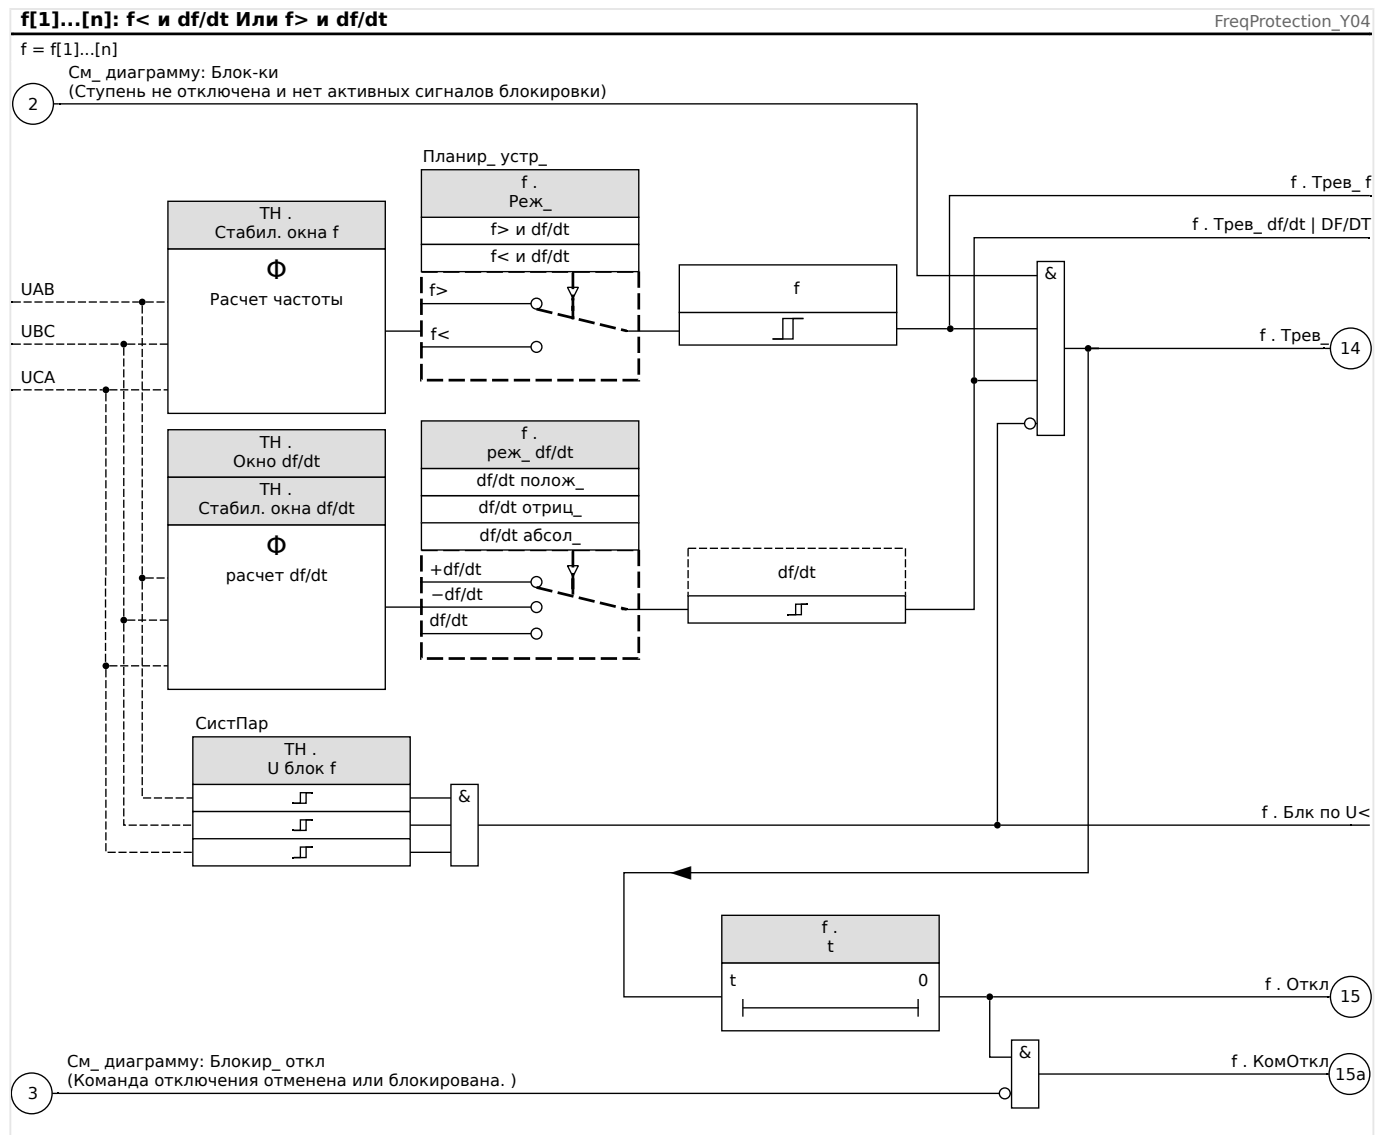 f[1]...[n]: f< и df/dt Или f> и df/dt
FreqProtection_Y04
f = f[1]...[n]
См_ диаграмму: Блок-ки
(Ступень не отключена и нет активных сигналов блокировки)
2
Планир_ устр_
f .
Реж_
f> и df/dt
f< и df/dt
f>
f<
ТН .
Стабил. окна f
Ф
Расчет частоты
UAB
UBC
UCA
f
&
f . Трев_ f
f . Трев_ df/dt | DF/DT
f . Трев_
14
ТН .
Окно df/dt
ТН .
Стабил. окна df/dt
Ф
расчет df/dt
f .
реж_ df/dt
df/dt полож_
df/dt отриц_
df/dt абсол_
+df/dt
−df/dt
df/dt
df/dt
СистПар
ТН .
U блок f
&
f . Блк по U<
f .
t
t 0
f . Откл
15
См_ диаграмму: Блокир_ откл
(Команда отключения отменена или блокирована. )
3
&
f . КомОткл
15a